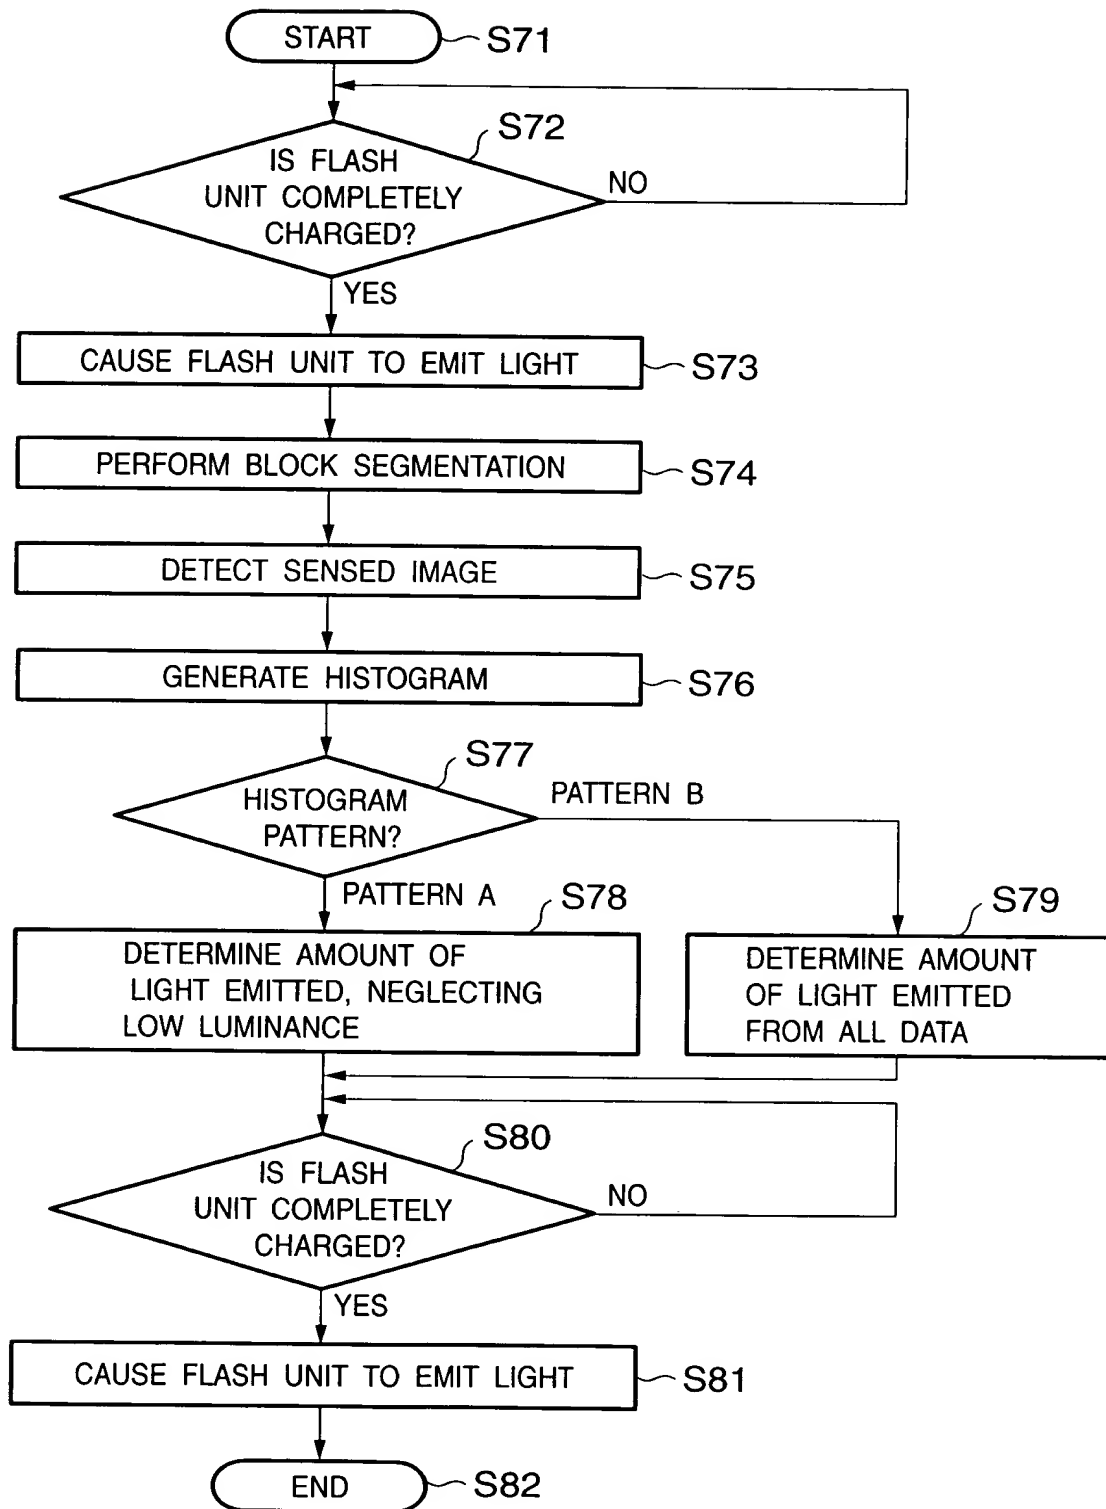 START
S71
S72
IS FLASH
UNIT COMPLETELY
CHARGED?
NO
YES
CAUSE FLASH UNIT TO EMIT LIGHT
S73
PERFORM BLOCK SEGMENTATION
S74
DETECT SENSED IMAGE
S75
GENERATE HISTOGRAM
S76
S77
HISTOGRAM
PATTERN?
PATTERN B
PATTERN A
S78
DETERMINE AMOUNT OF
LIGHT EMITTED, NEGLECTING
LOW LUMINANCE
S79
DETERMINE AMOUNT
OF LIGHT EMITTED
FROM ALL DATA
S80
IS FLASH
UNIT COMPLETELY
CHARGED?
NO
YES
CAUSE FLASH UNIT TO EMIT LIGHT
S81
END
S82